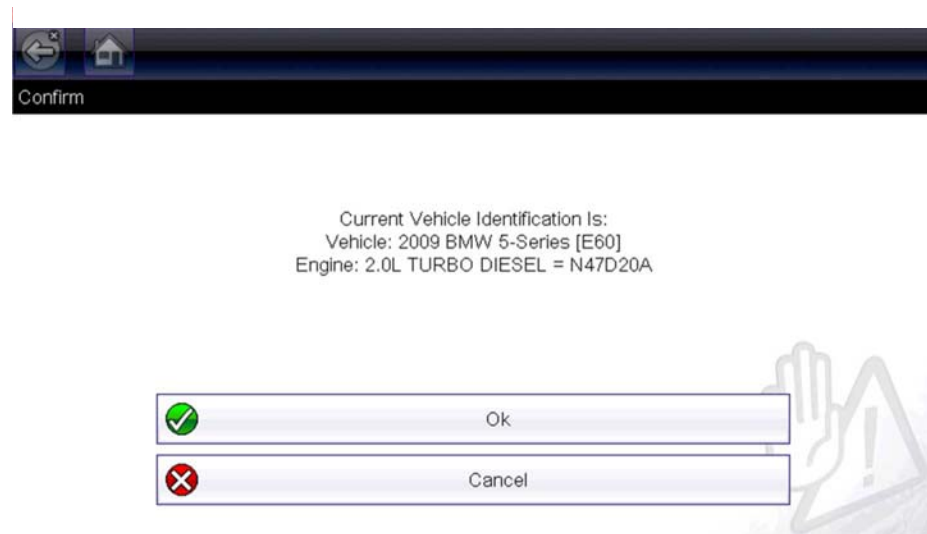 Confirm
Current Vehicle Identification Is:
Vehicle: 2009 BMW 5-Series [E60]
Engine: 2.0L TURBO DIESEL = N47D20A
Ok
Cancel